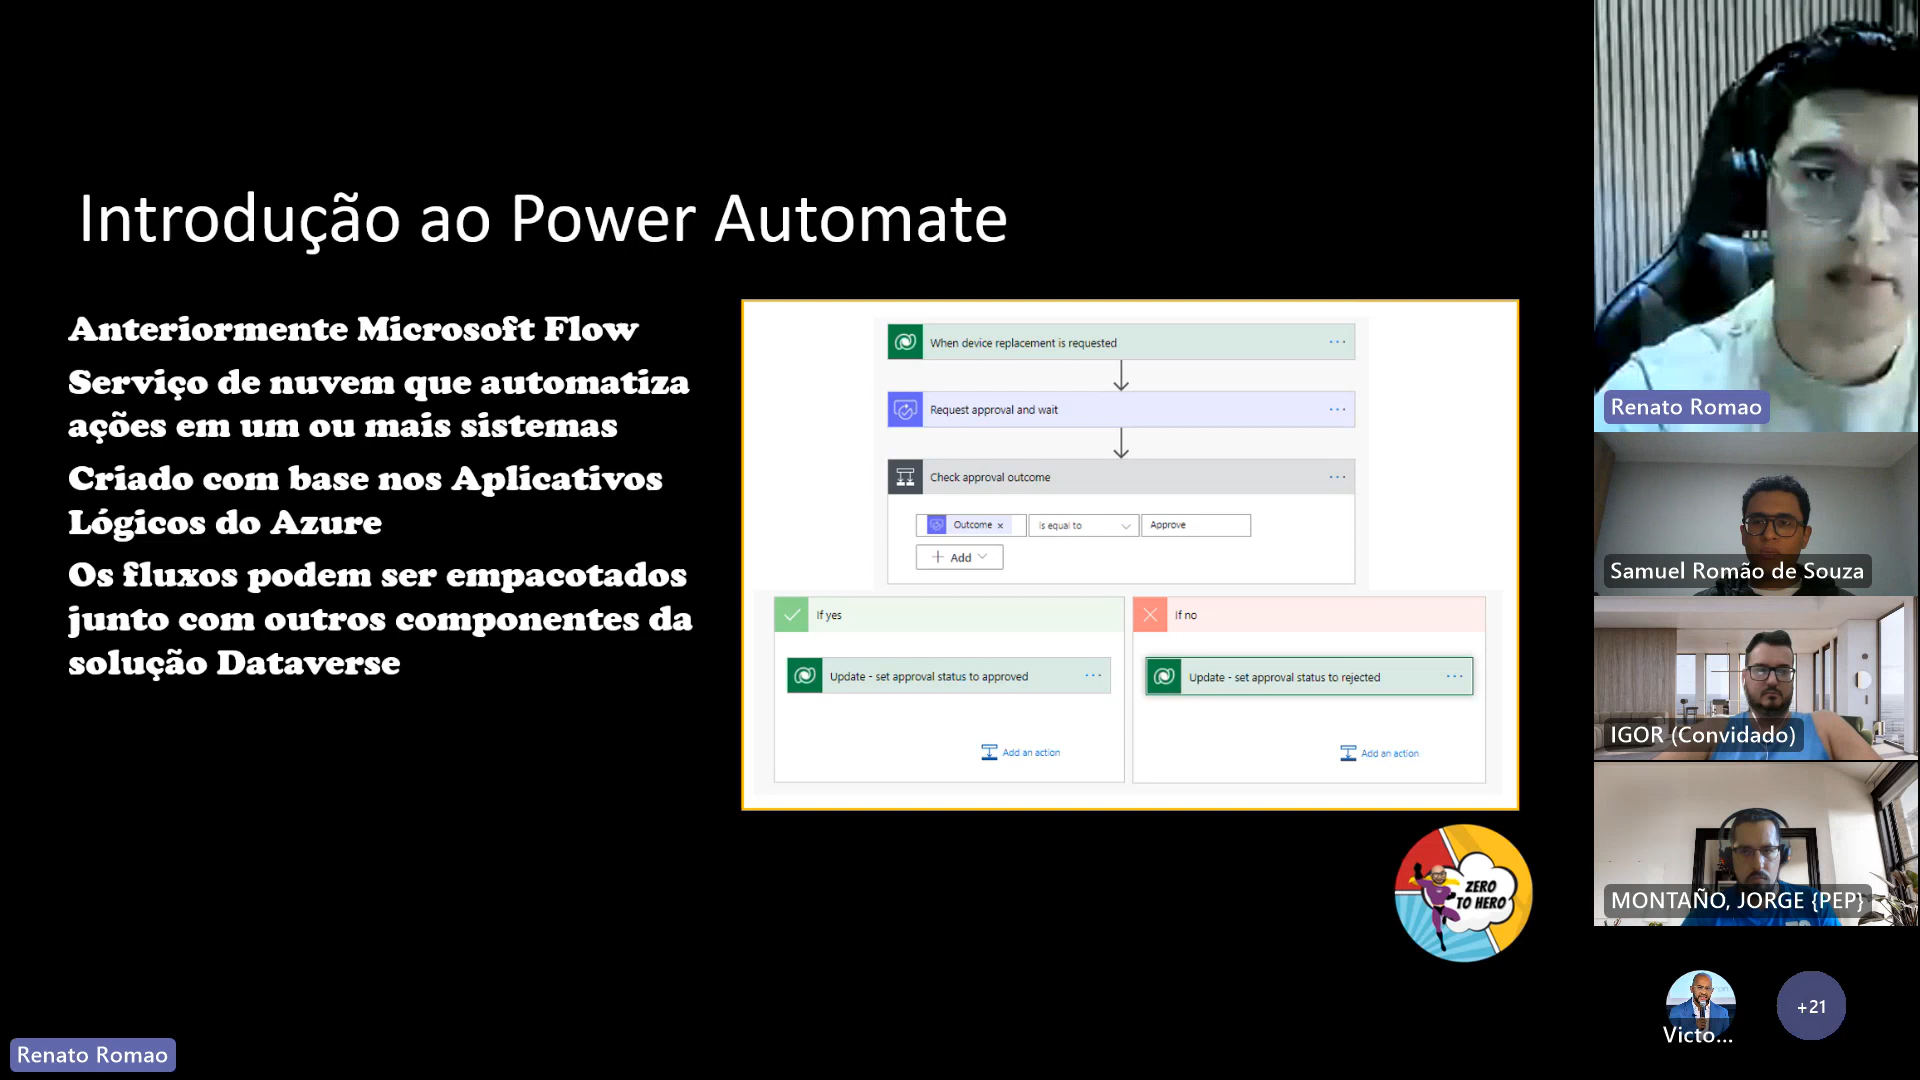 Introdução ao Power Automate
Anteriormente Microsoft Flow
Serviço de nuvem que automatiza
ações em um ou mais sistemas
Criado com base nos Aplicativos
Lógicos do Azure
Os fluxos podem ser empacotados
junto com outros componentes da
solução Dataverse
When device replacement is requested
Request approval and wait
Check approval outcome
Outcome x
is equal to
Approve
+ Add
If yes
If no
Update - set approval status to approved
Update - set approval status to rejected
Add an action
Add an action
ZERO
TO HERO
Renato Romao
Samuel Romão de Souza
IGOR (Convidado)
MONTAÑO, JORGE {PEP}
Victo...
+21
Renato Romao